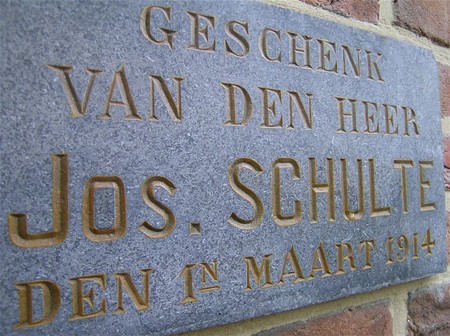 GESCHENK
VAN DEN HEER
JOS. SCHULTE
DEN 1N MAART 1914